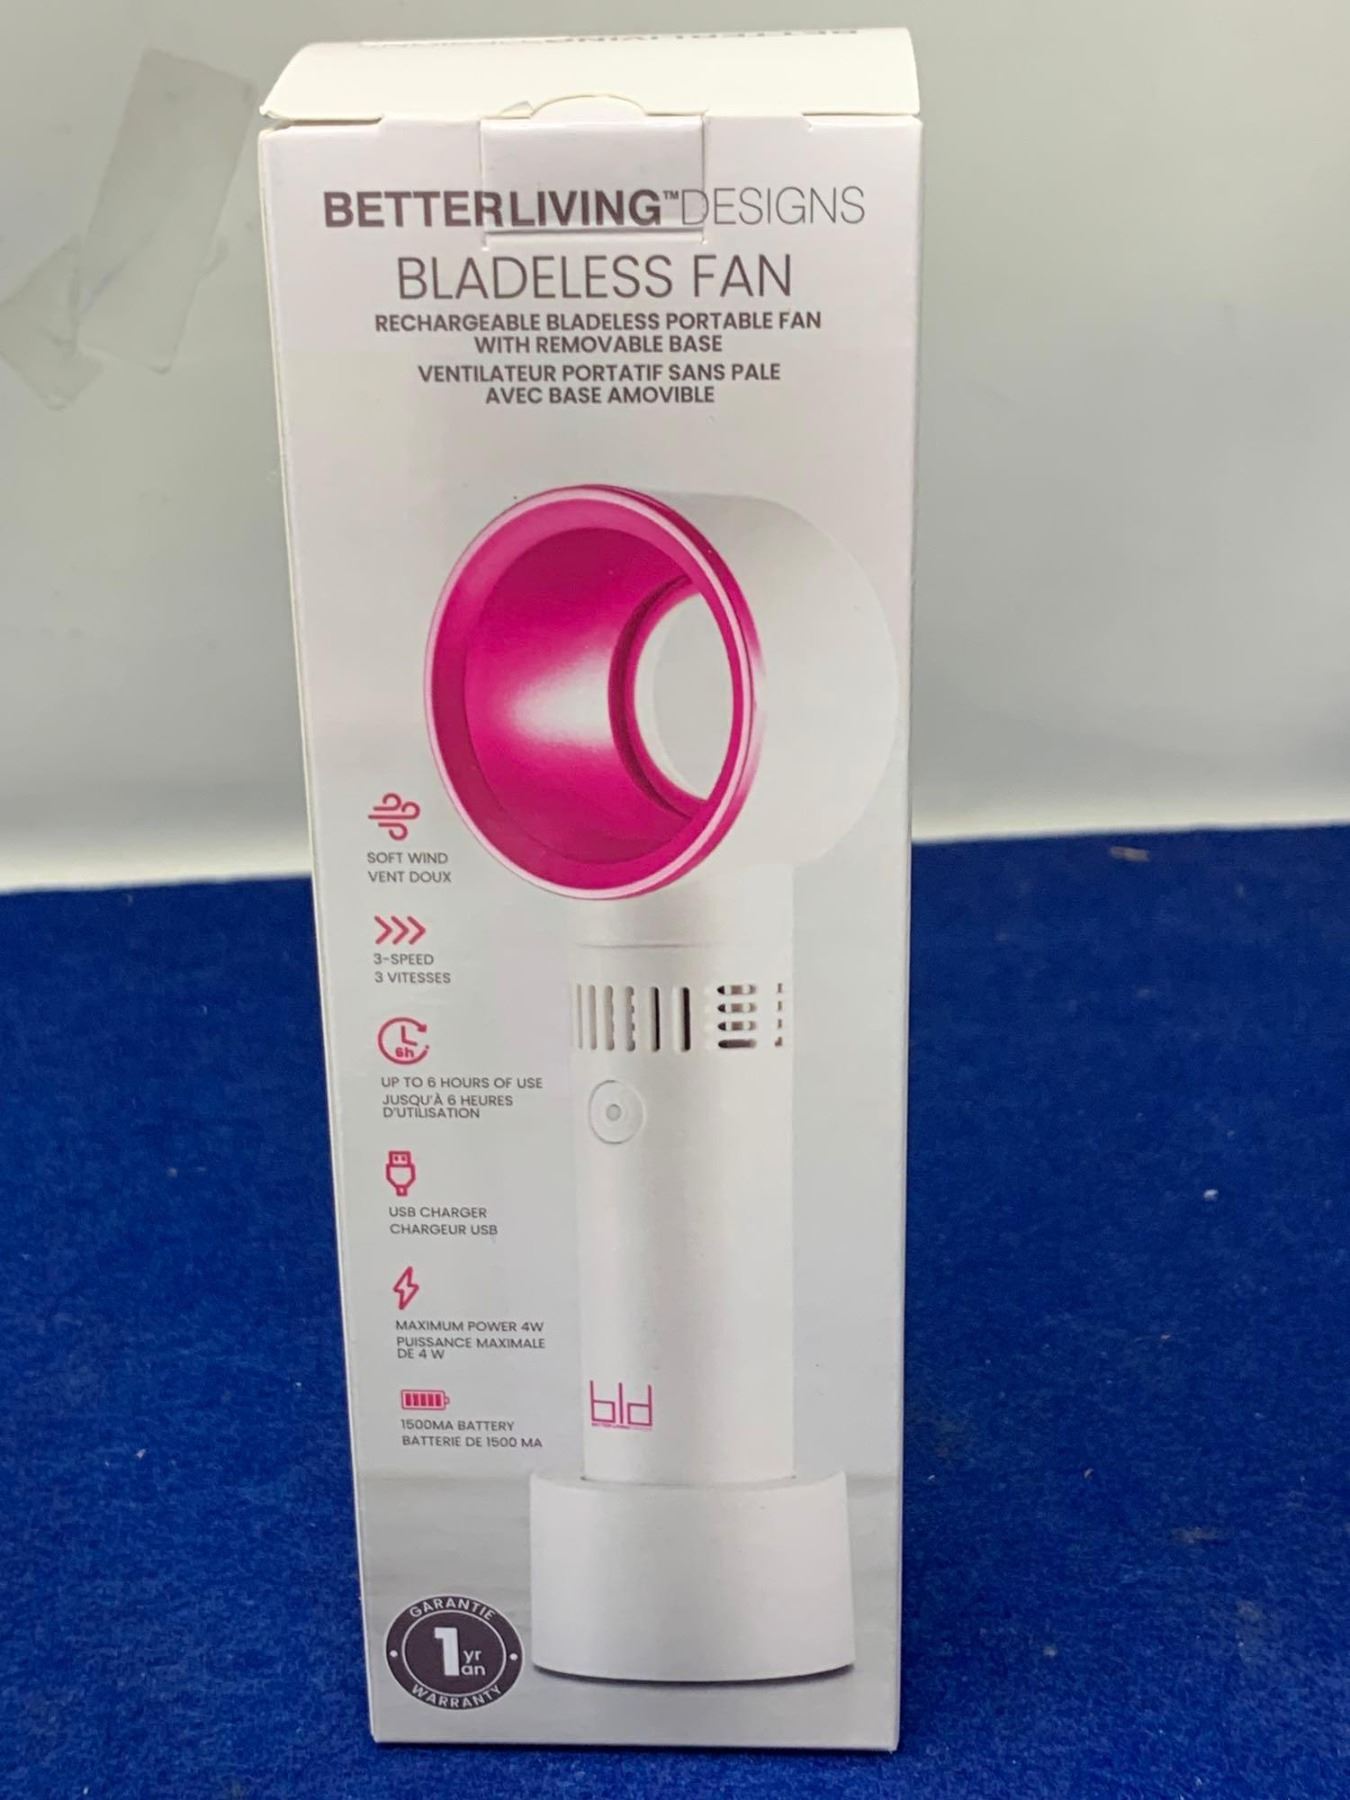 BETTERLIVING™DESIGNS
BLADELESS FAN
RECHARGEABLE BLADELESS PORTABLE FAN
WITH REMOVABLE BASE
VENTILATEUR PORTATIF SANS PALE
AVEC BASE AMOVIBLE
SOFT WIND
VENT DOUX
3-SPEED
3 VITESSES
6h
UP TO 6 HOURS OF USE
JUSQU'À 6 HEURES
D'UTILISATION
USB CHARGER
CHARGEUR USB
MAXIMUM POWER 4W
PUISSANCE MAXIMALE
DE 4 W
1500MA BATTERY
BATTERIE DE 1500 MA
bld
GARANTIE
1 yr
an
WARRANTY